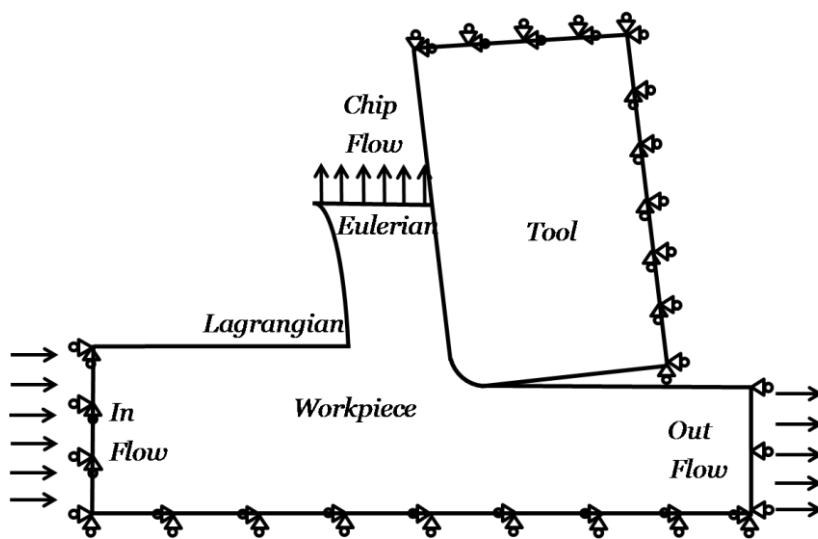 Chip
Flow
Eulerian
Tool
Lagrangian
Workpiece
In
Flow
Out
Flow